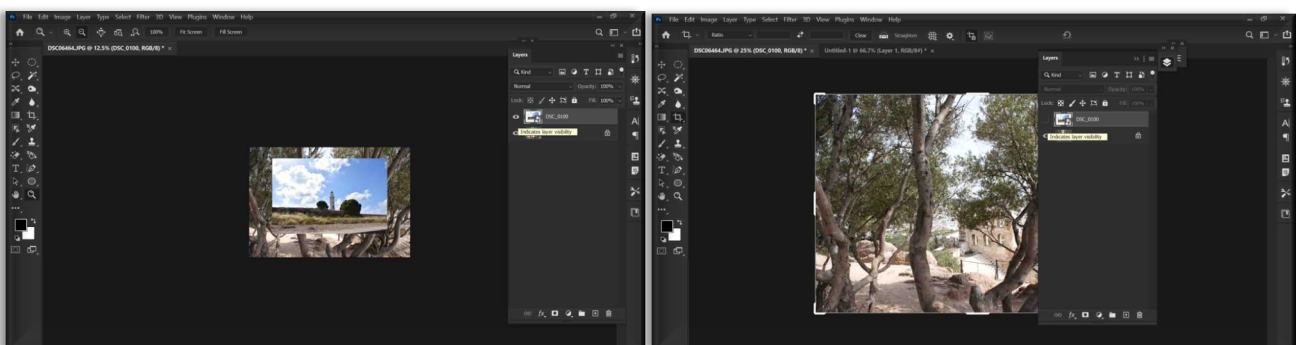 Ps File Edit Image Layer Type Select Filter 3D View Plugins Window Help
100% Fit Screen Fill Screen
DSC06464.JPG @ 12.5% (DSC_0100, RGB/8) * ×
Layers
Kind
Normal Opacity: 100%
Lock: Fill: 100%
DSC_0100
Indicates layer visibility
fx
Ps File Edit Image Layer Type Select Filter 3D View Plugins Window Help
Ratio Clear Straighten
DSC06464.JPG @ 25% (DSC_0100, RGB/8) * × Untitled-1 @ 66.7% (Layer 1, RGB/8#) * ×
Layers
Kind
Normal Opacity: 100%
Lock: Fill: 100%
DSC_0100
Indicates layer visibility
fx